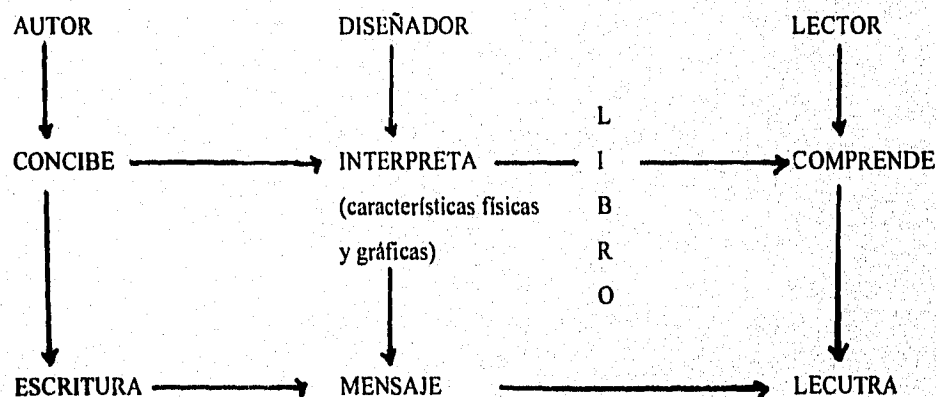 AUTOR DISEÑADOR LECTOR
L
CONCIBE INTERPRETA I COMPRENDE
(características físicas B
y gráficas) R
O
ESCRITURA MENSAJE LECUTRA